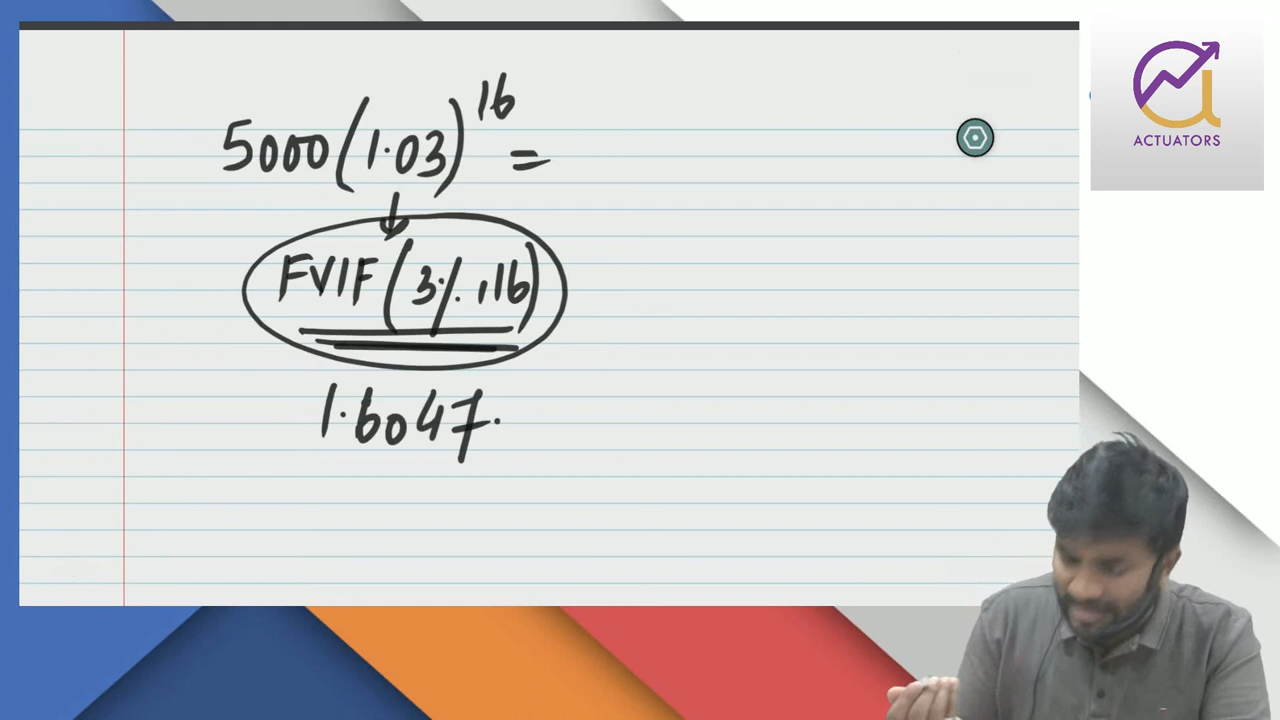 5000(1.03)^16 =
↓
FVIF (3%, 16)
1.6047.
ACTUATORS